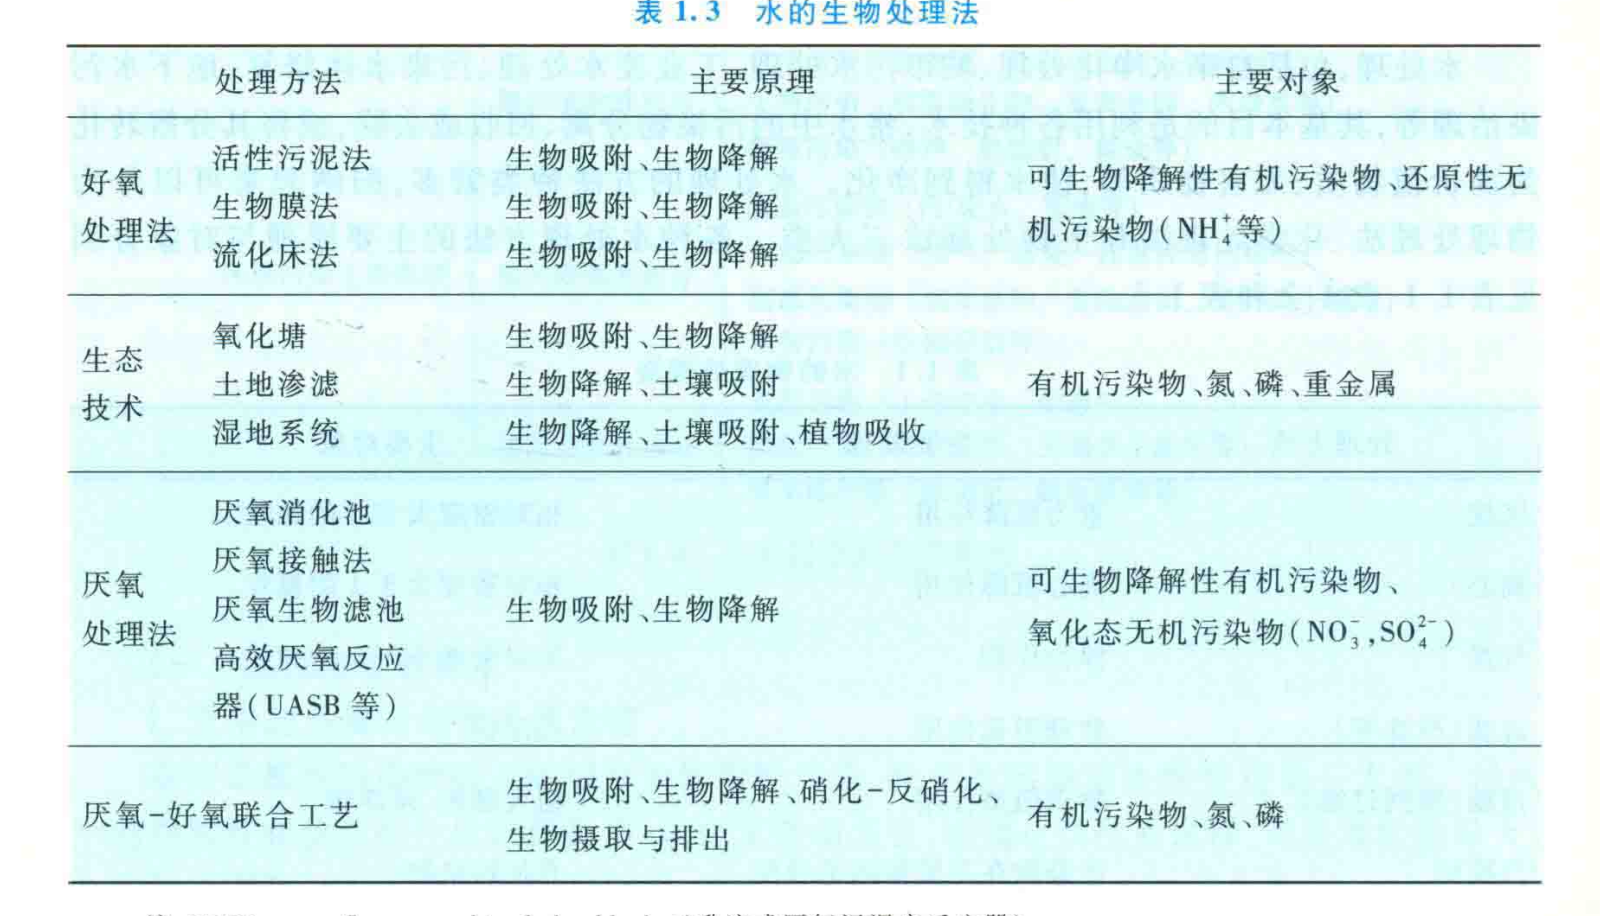 表 1.3 水的生物处理法
处理方法 主要原理 主要对象
好氧
处理法
活性污泥法 生物吸附、生物降解
生物膜法 生物吸附、生物降解
流化床法 生物吸附、生物降解
可生物降解性有机污染物、还原性无
机污染物(NH₄⁺等)
生态
技术
氧化塘 生物吸附、生物降解
土地渗滤 生物降解、土壤吸附
湿地系统 生物降解、土壤吸附、植物吸收
有机污染物、氮、磷、重金属
厌氧
处理法
厌氧消化池
厌氧接触法
厌氧生物滤池
高效厌氧反应
器(UASB 等)
生物吸附、生物降解
可生物降解性有机污染物、
氧化态无机污染物(NO₃⁻,SO₄²⁻)
厌氧-好氧联合工艺
生物吸附、生物降解、硝化-反硝化、
生物摄取与排出
有机污染物、氮、磷